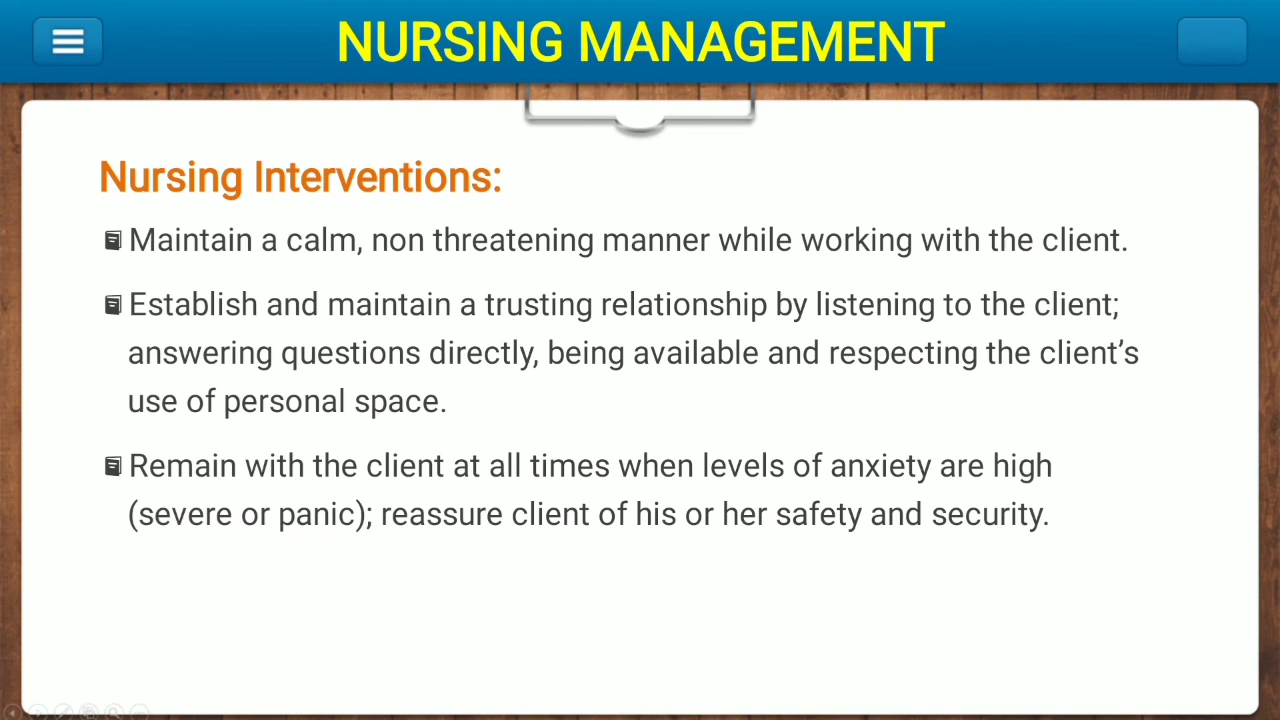 NURSING MANAGEMENT
Nursing Interventions:
Maintain a calm, non threatening manner while working with the client.
Establish and maintain a trusting relationship by listening to the client;
answering questions directly, being available and respecting the client’s
use of personal space.
Remain with the client at all times when levels of anxiety are high
(severe or panic); reassure client of his or her safety and security.